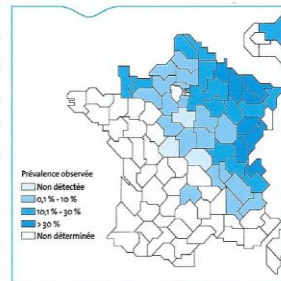 Prévalence observée
Non détectée
0,1 % - 10 %
10,1 % - 30 %
> 30 %
Non déterminée